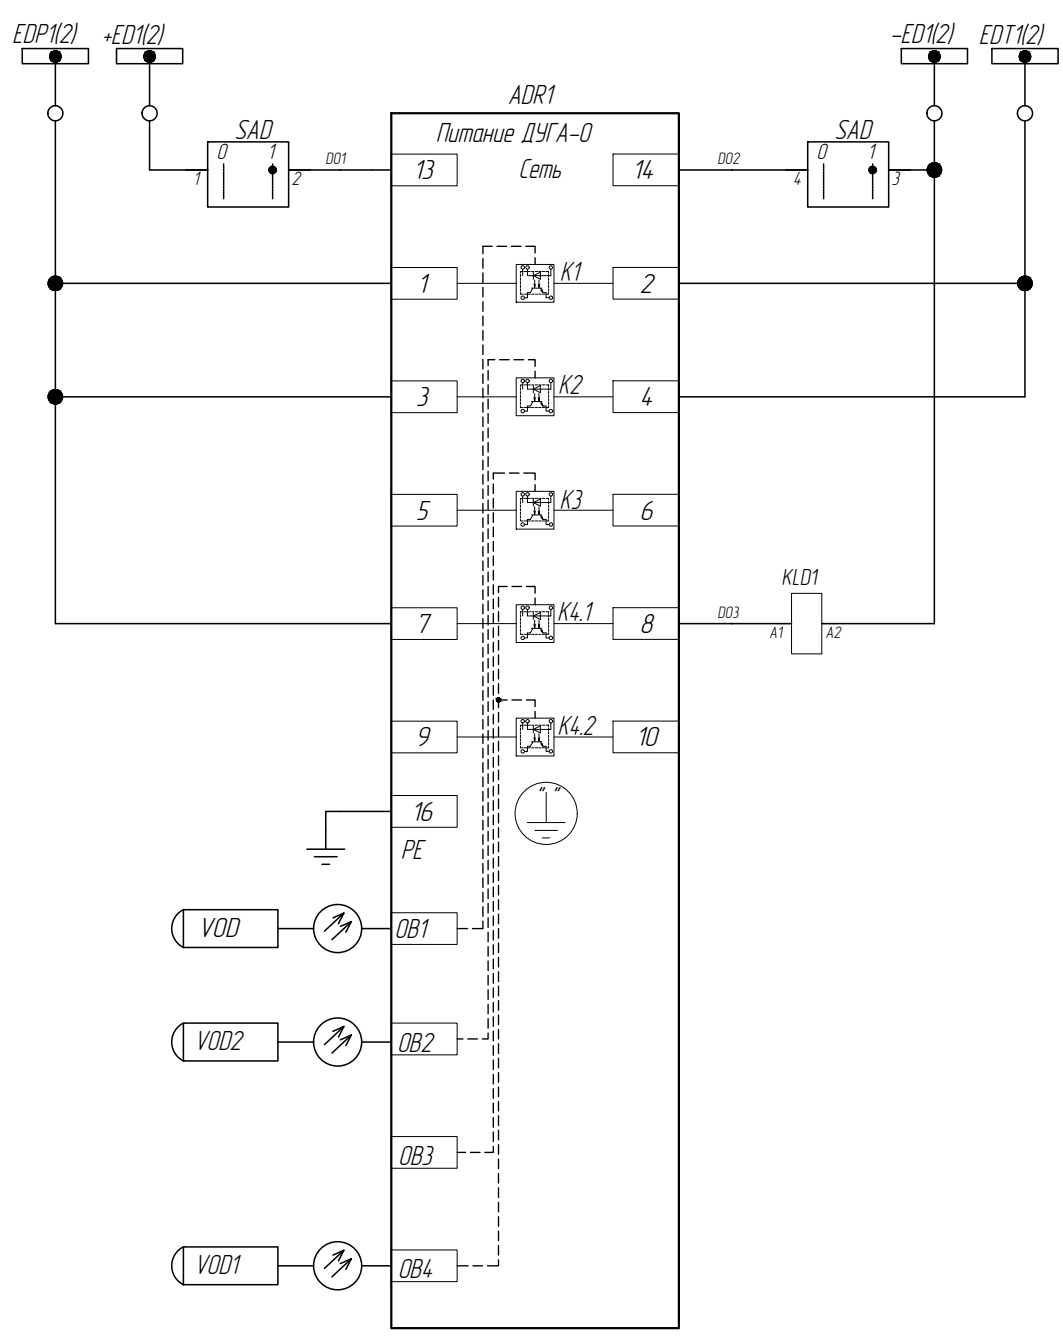 EDP1(2) +ED1(2) -ED1(2) EDT1(2)
ADR1
Питание ДУГА-О
SAD SAD
0 1 0 1
1 2 D01 13 Сеть 14 D02 4 3
1 K1 2
3 K2 4
5 K3 6
KLD1
7 K4.1 8 D03 A1 A2
9 K4.2 10
" "
16
PE
VOD OB1
VOD2 OB2
OB3
VOD1 OB4